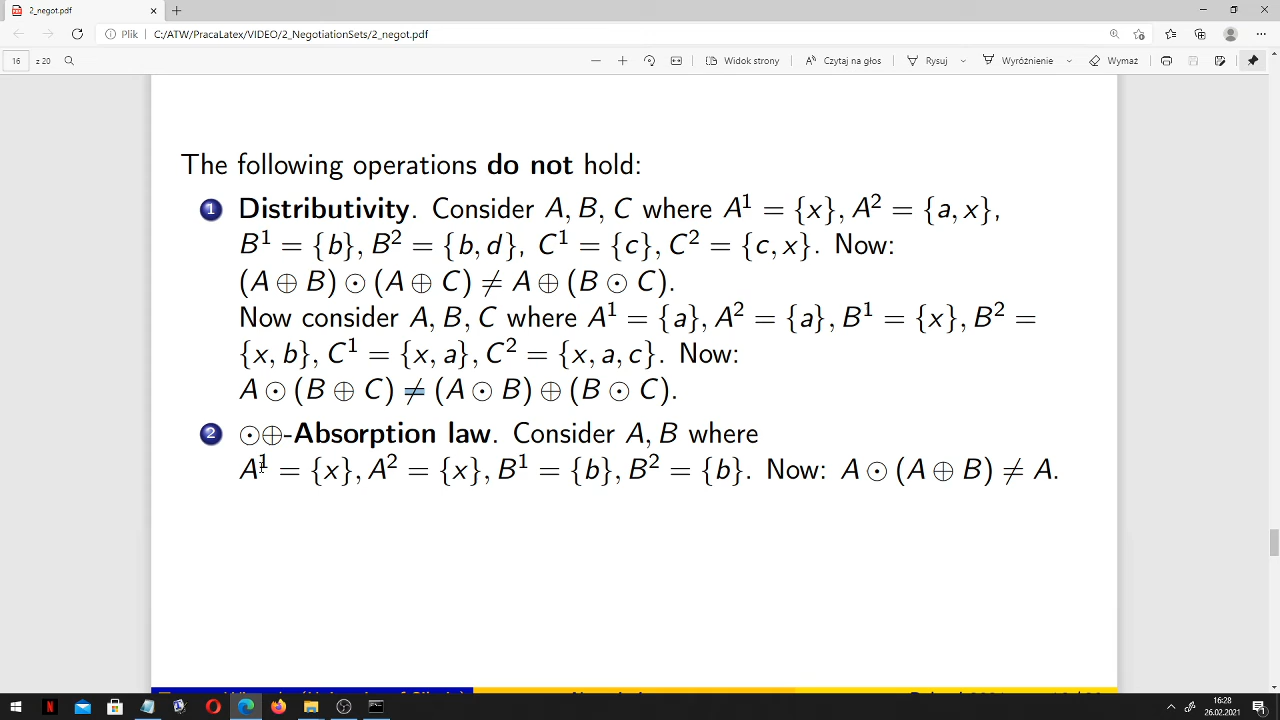 2_negot.pdf
Plik C:/ATW/PracaLatex/VIDEO/2_NegotiationSets/2_negot.pdf
16 z 20 Widok strony Czytaj na głos Rysuj Wyróżnienie Wymaż
The following operations do not hold:
1 Distributivity. Consider A, B, C where A¹ = {x}, A² = {a, x},
B¹ = {b}, B² = {b, d}, C¹ = {c}, C² = {c, x}. Now:
(A ⊕ B) ⊙ (A ⊕ C) ≠ A ⊕ (B ⊙ C).
Now consider A, B, C where A¹ = {a}, A² = {a}, B¹ = {x}, B² =
{x, b}, C¹ = {x, a}, C² = {x, a, c}. Now:
A ⊙ (B ⊕ C) ≠ (A ⊙ B) ⊕ (B ⊙ C).
2 ⊙⊕-Absorption law. Consider A, B where
A¹ = {x}, A² = {x}, B¹ = {b}, B² = {b}. Now: A ⊙ (A ⊕ B) ≠ A.
16:28
26.02.2021